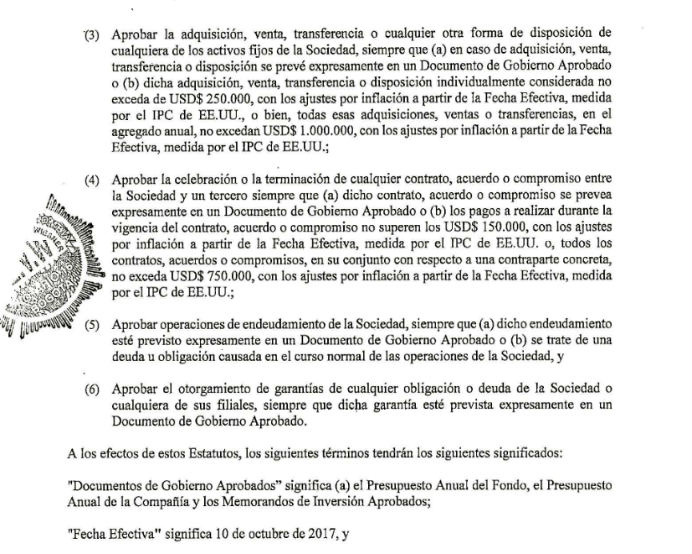 (3) Aprobar la adquisición, venta, transferencia o cualquier otra forma de disposición de
cualquiera de los activos fijos de la Sociedad, siempre que (a) en caso de adquisición, venta,
transferencia o disposición se prevé expresamente en un Documento de Gobierno Aprobado
o (b) dicha adquisición, venta, transferencia o disposición individualmente considerada no
exceda de USD$ 250.000, con los ajustes por inflación a partir de la Fecha Efectiva, medida
por el IPC de EE.UU., o bien, todas esas adquisiciones, ventas o transferencias, en el
agregado anual, no excedan USD$ 1.000.000, con los ajustes por inflación a partir de la Fecha
Efectiva, medida por el IPC de EE.UU.;
(4) Aprobar la celebración o la terminación de cualquier contrato, acuerdo o compromiso entre
la Sociedad y un tercero siempre que (a) dicho contrato, acuerdo o compromiso se prevea
expresamente en un Documento de Gobierno Aprobado o (b) los pagos a realizar durante la
vigencia del contrato, acuerdo o compromiso no superen los USD$ 150.000, con los ajustes
por inflación a partir de la Fecha Efectiva, medida por el IPC de EE.UU. o, todos los
contratos, acuerdos o compromisos, en su conjunto con respecto a una contraparte concreta,
no exceda USD$ 750.000, con los ajustes por inflación a partir de la Fecha Efectiva, medida
por el IPC de EE.UU.;
(5) Aprobar operaciones de endeudamiento de la Sociedad, siempre que (a) dicho endeudamiento
esté previsto expresamente en un Documento de Gobierno Aprobado o (b) se trate de una
deuda u obligación causada en el curso normal de las operaciones de la Sociedad, y
(6) Aprobar el otorgamiento de garantías de cualquier obligación o deuda de la Sociedad o
cualquiera de sus filiales, siempre que dicha garantía esté prevista expresamente en un
Documento de Gobierno Aprobado.
A los efectos de estos Estatutos, los siguientes términos tendrán los siguientes significados:
"Documentos de Gobierno Aprobados" significa (a) el Presupuesto Anual del Fondo, el Presupuesto
Anual de la Compañía y los Memorandos de Inversión Aprobados;
"Fecha Efectiva" significa 10 de octubre de 2017, y